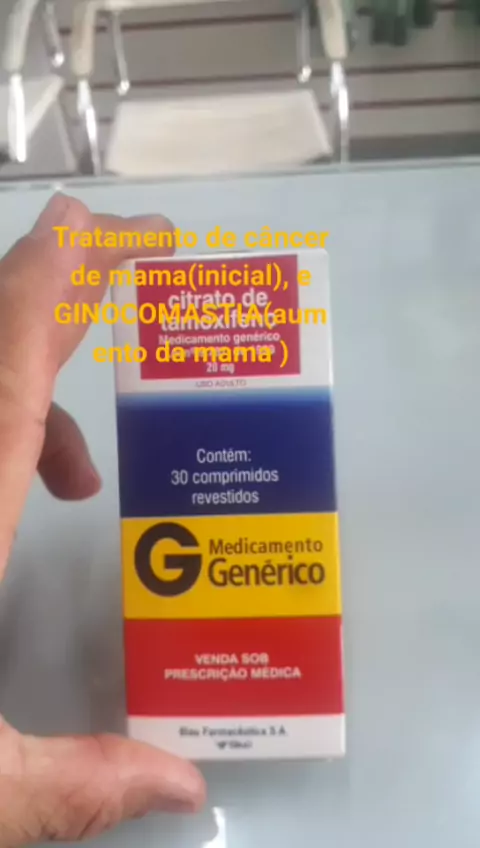 Tratamento de câncer
de mama(inicial), e
GINOCOMASTIA(aum
ento da mama )
citrato de
tamoxifeno
Medicamento genérico
20 mg
USO ADULTO
Contém:
30 comprimidos
revestidos
G Medicamento
Genérico
VENDA SOB
PRESCRIÇÃO MÉDICA
Blau Farmacêutica S.A.